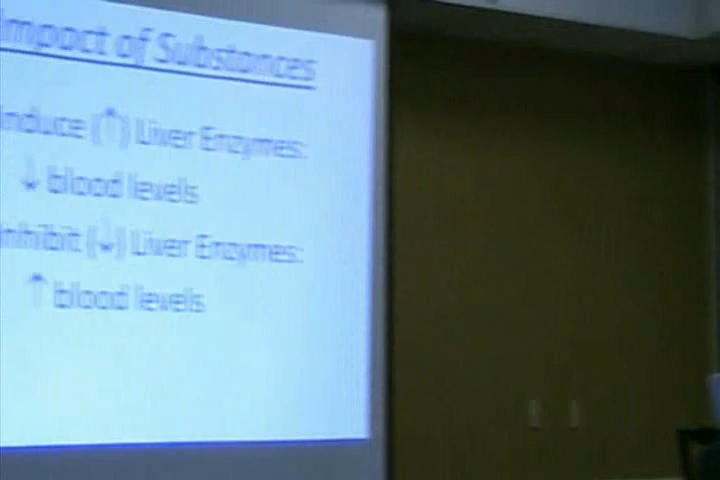 Impact of Substances
Induce (↑) Liver Enzymes:
↓ blood levels
Inhibit (↓) Liver Enzymes:
↑ blood levels